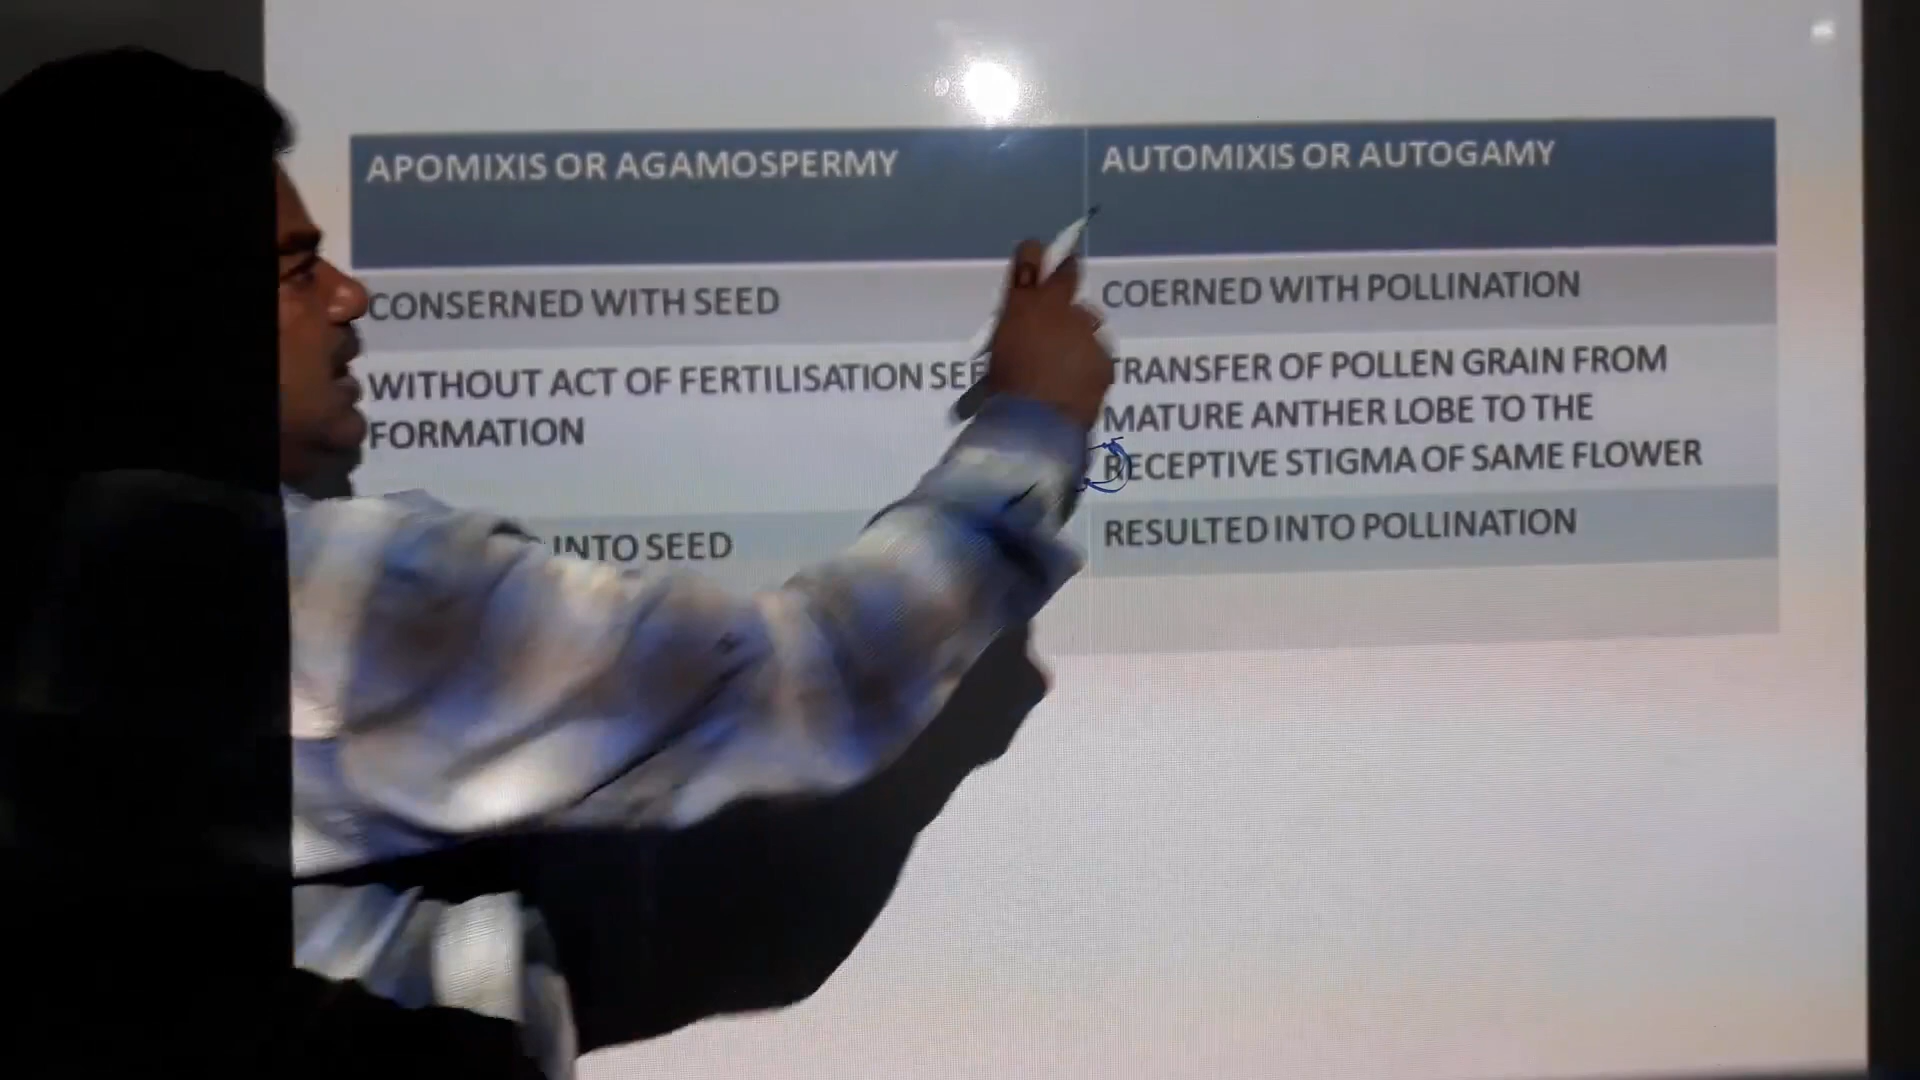 APOMIXIS OR AGAMOSPERMY
AUTOMIXIS OR AUTOGAMY
CONSERNED WITH SEED
COERNED WITH POLLINATION
WITHOUT ACT OF FERTILISATION
FORMATION
TRANSFER OF POLLEN GRAIN FROM
MATURE ANTHER LOBE TO THE
RECEPTIVE STIGMA OF SAME FLOWER
INTO SEED
RESULTED INTO POLLINATION